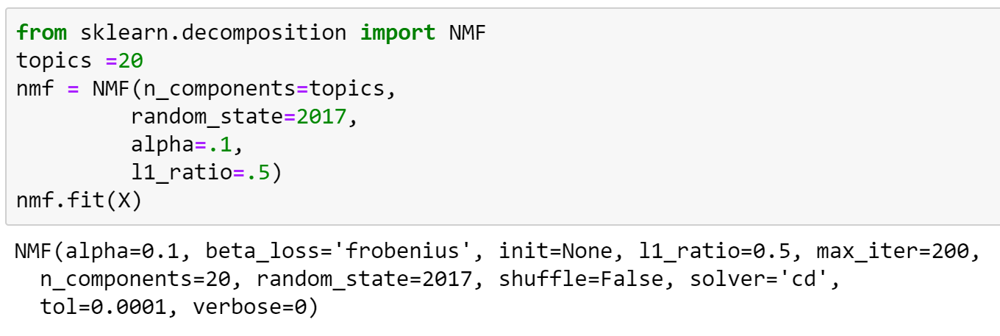 from sklearn.decomposition import NMF
topics =20
nmf = NMF(n_components=topics,
         random_state=2017,
         alpha=.1,
         l1_ratio=.5)
nmf.fit(X)
NMF(alpha=0.1, beta_loss='frobenius', init=None, l1_ratio=0.5, max_iter=200,
  n_components=20, random_state=2017, shuffle=False, solver='cd',
  tol=0.0001, verbose=0)